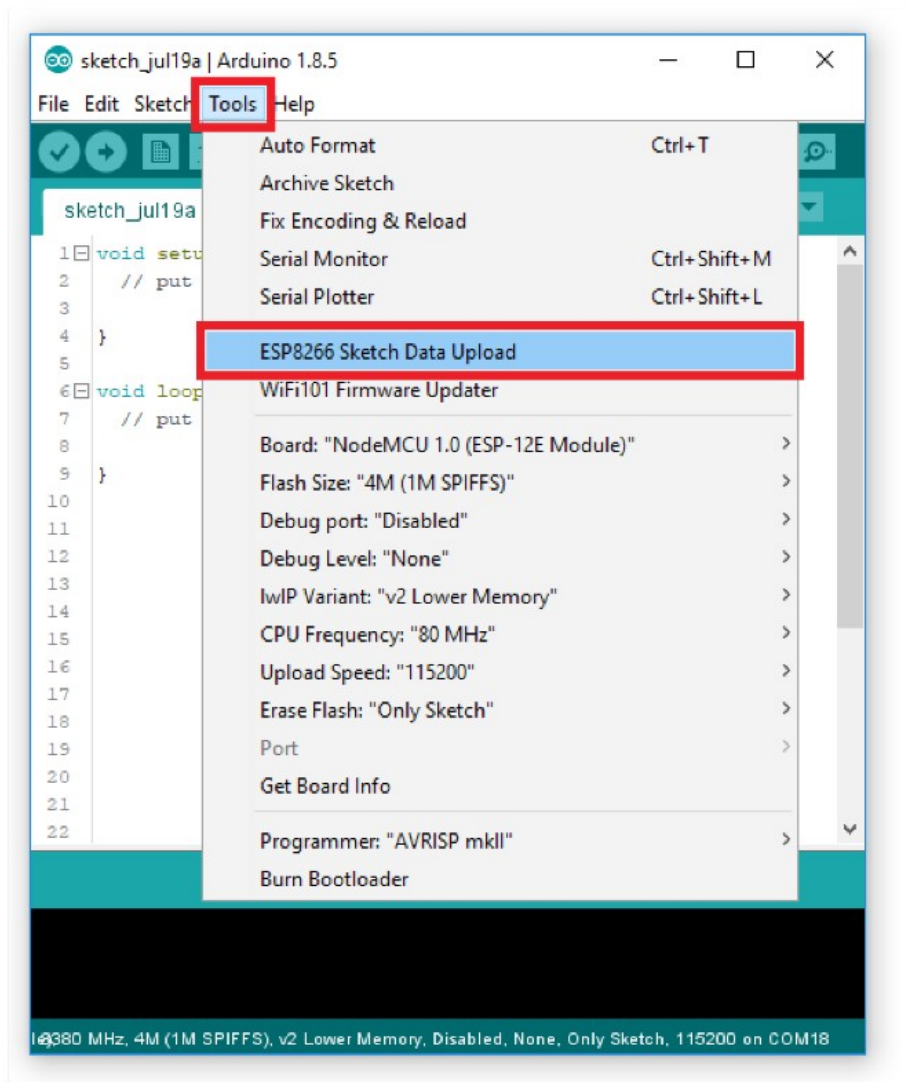 sketch_jul19a | Arduino 1.8.5
File Edit Sketch Tools Help
sketch_jul19a
Auto Format Ctrl+T
Archive Sketch
Fix Encoding & Reload
Serial Monitor Ctrl+Shift+M
Serial Plotter Ctrl+Shift+L
ESP8266 Sketch Data Upload
WiFi101 Firmware Updater
Board: "NodeMCU 1.0 (ESP-12E Module)"
Flash Size: "4M (1M SPIFFS)"
Debug port: "Disabled"
Debug Level: "None"
lwIP Variant: "v2 Lower Memory"
CPU Frequency: "80 MHz"
Upload Speed: "115200"
Erase Flash: "Only Sketch"
Port
Get Board Info
Programmer: "AVRISP mkII"
Burn Bootloader
1 void setu
2 // put
3
4 }
5
6 void loop
7 // put
8
9 }
10
11
12
13
14
15
16
17
18
19
20
21
22
MHz, 4M (1M SPIFFS), v2 Lower Memory, Disabled, None, Only Sketch, 115200 on COM18